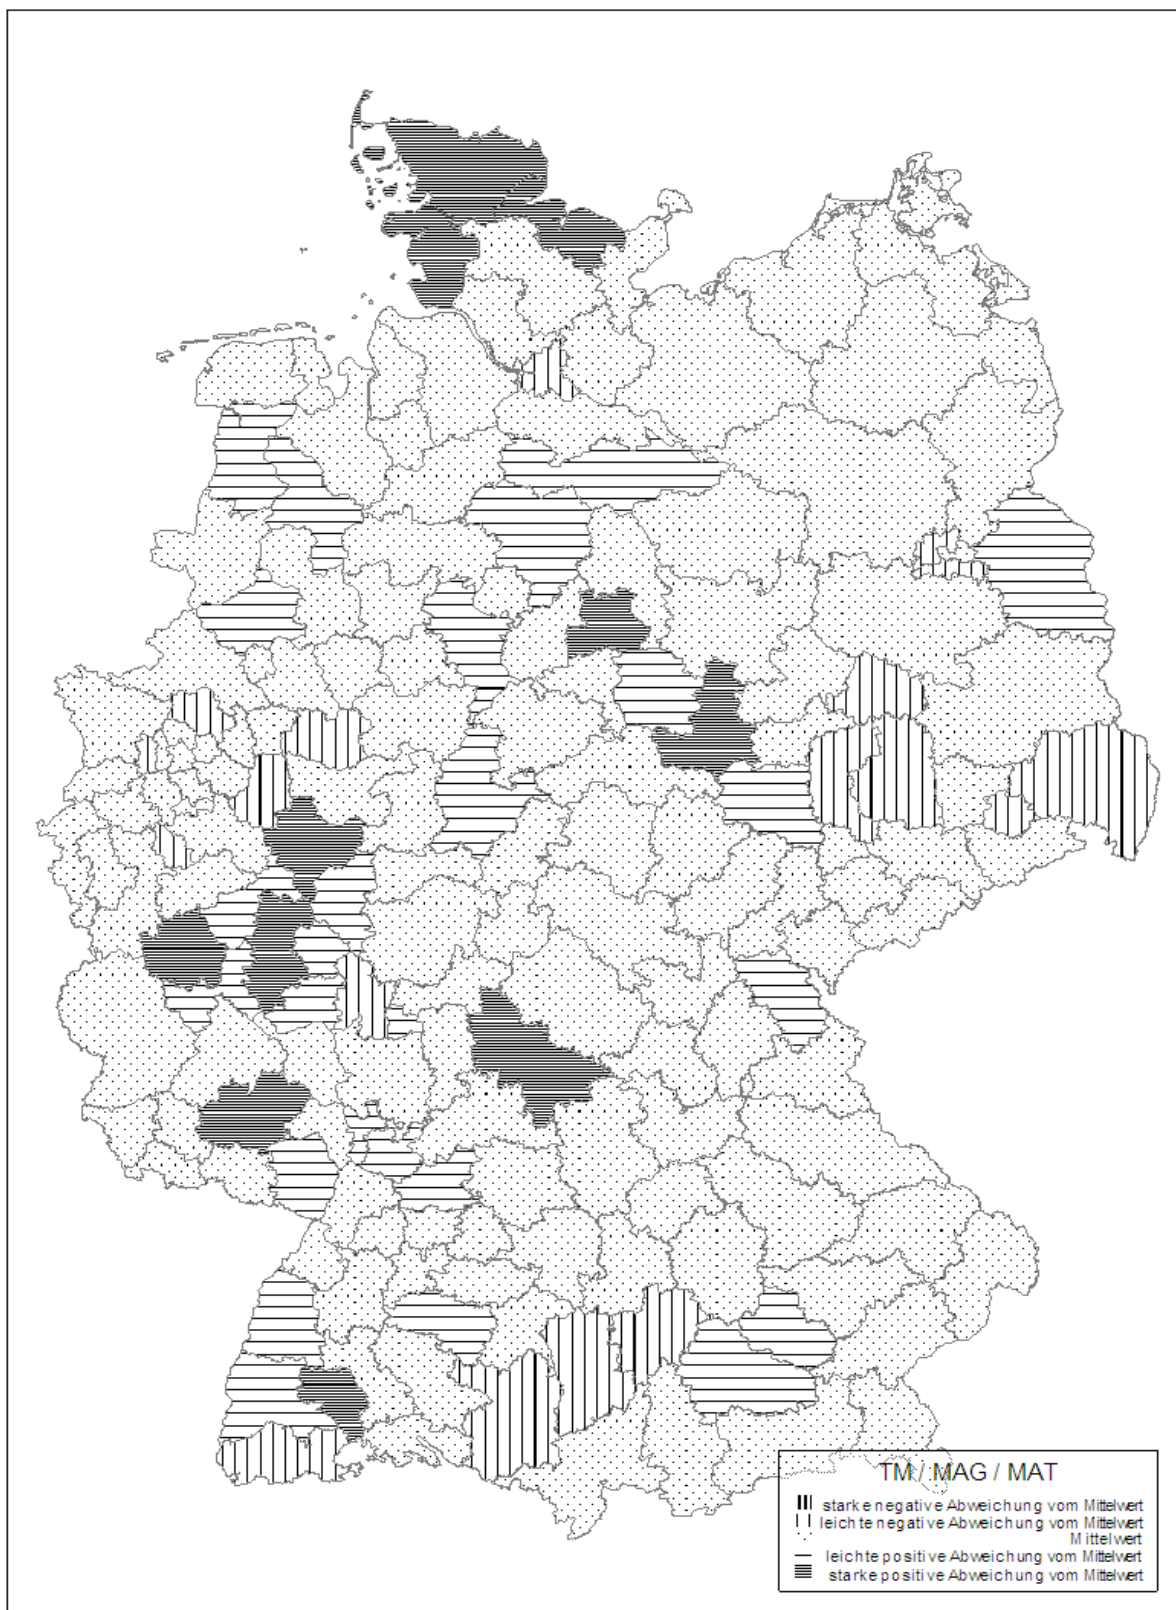 TM / MAG / MAT
starke negative Abweichung vom Mittelwert
leichte negative Abweichung vom Mittelwert
Mittelwert
leichte positive Abweichung vom Mittelwert
starke positive Abweichung vom Mittelwert